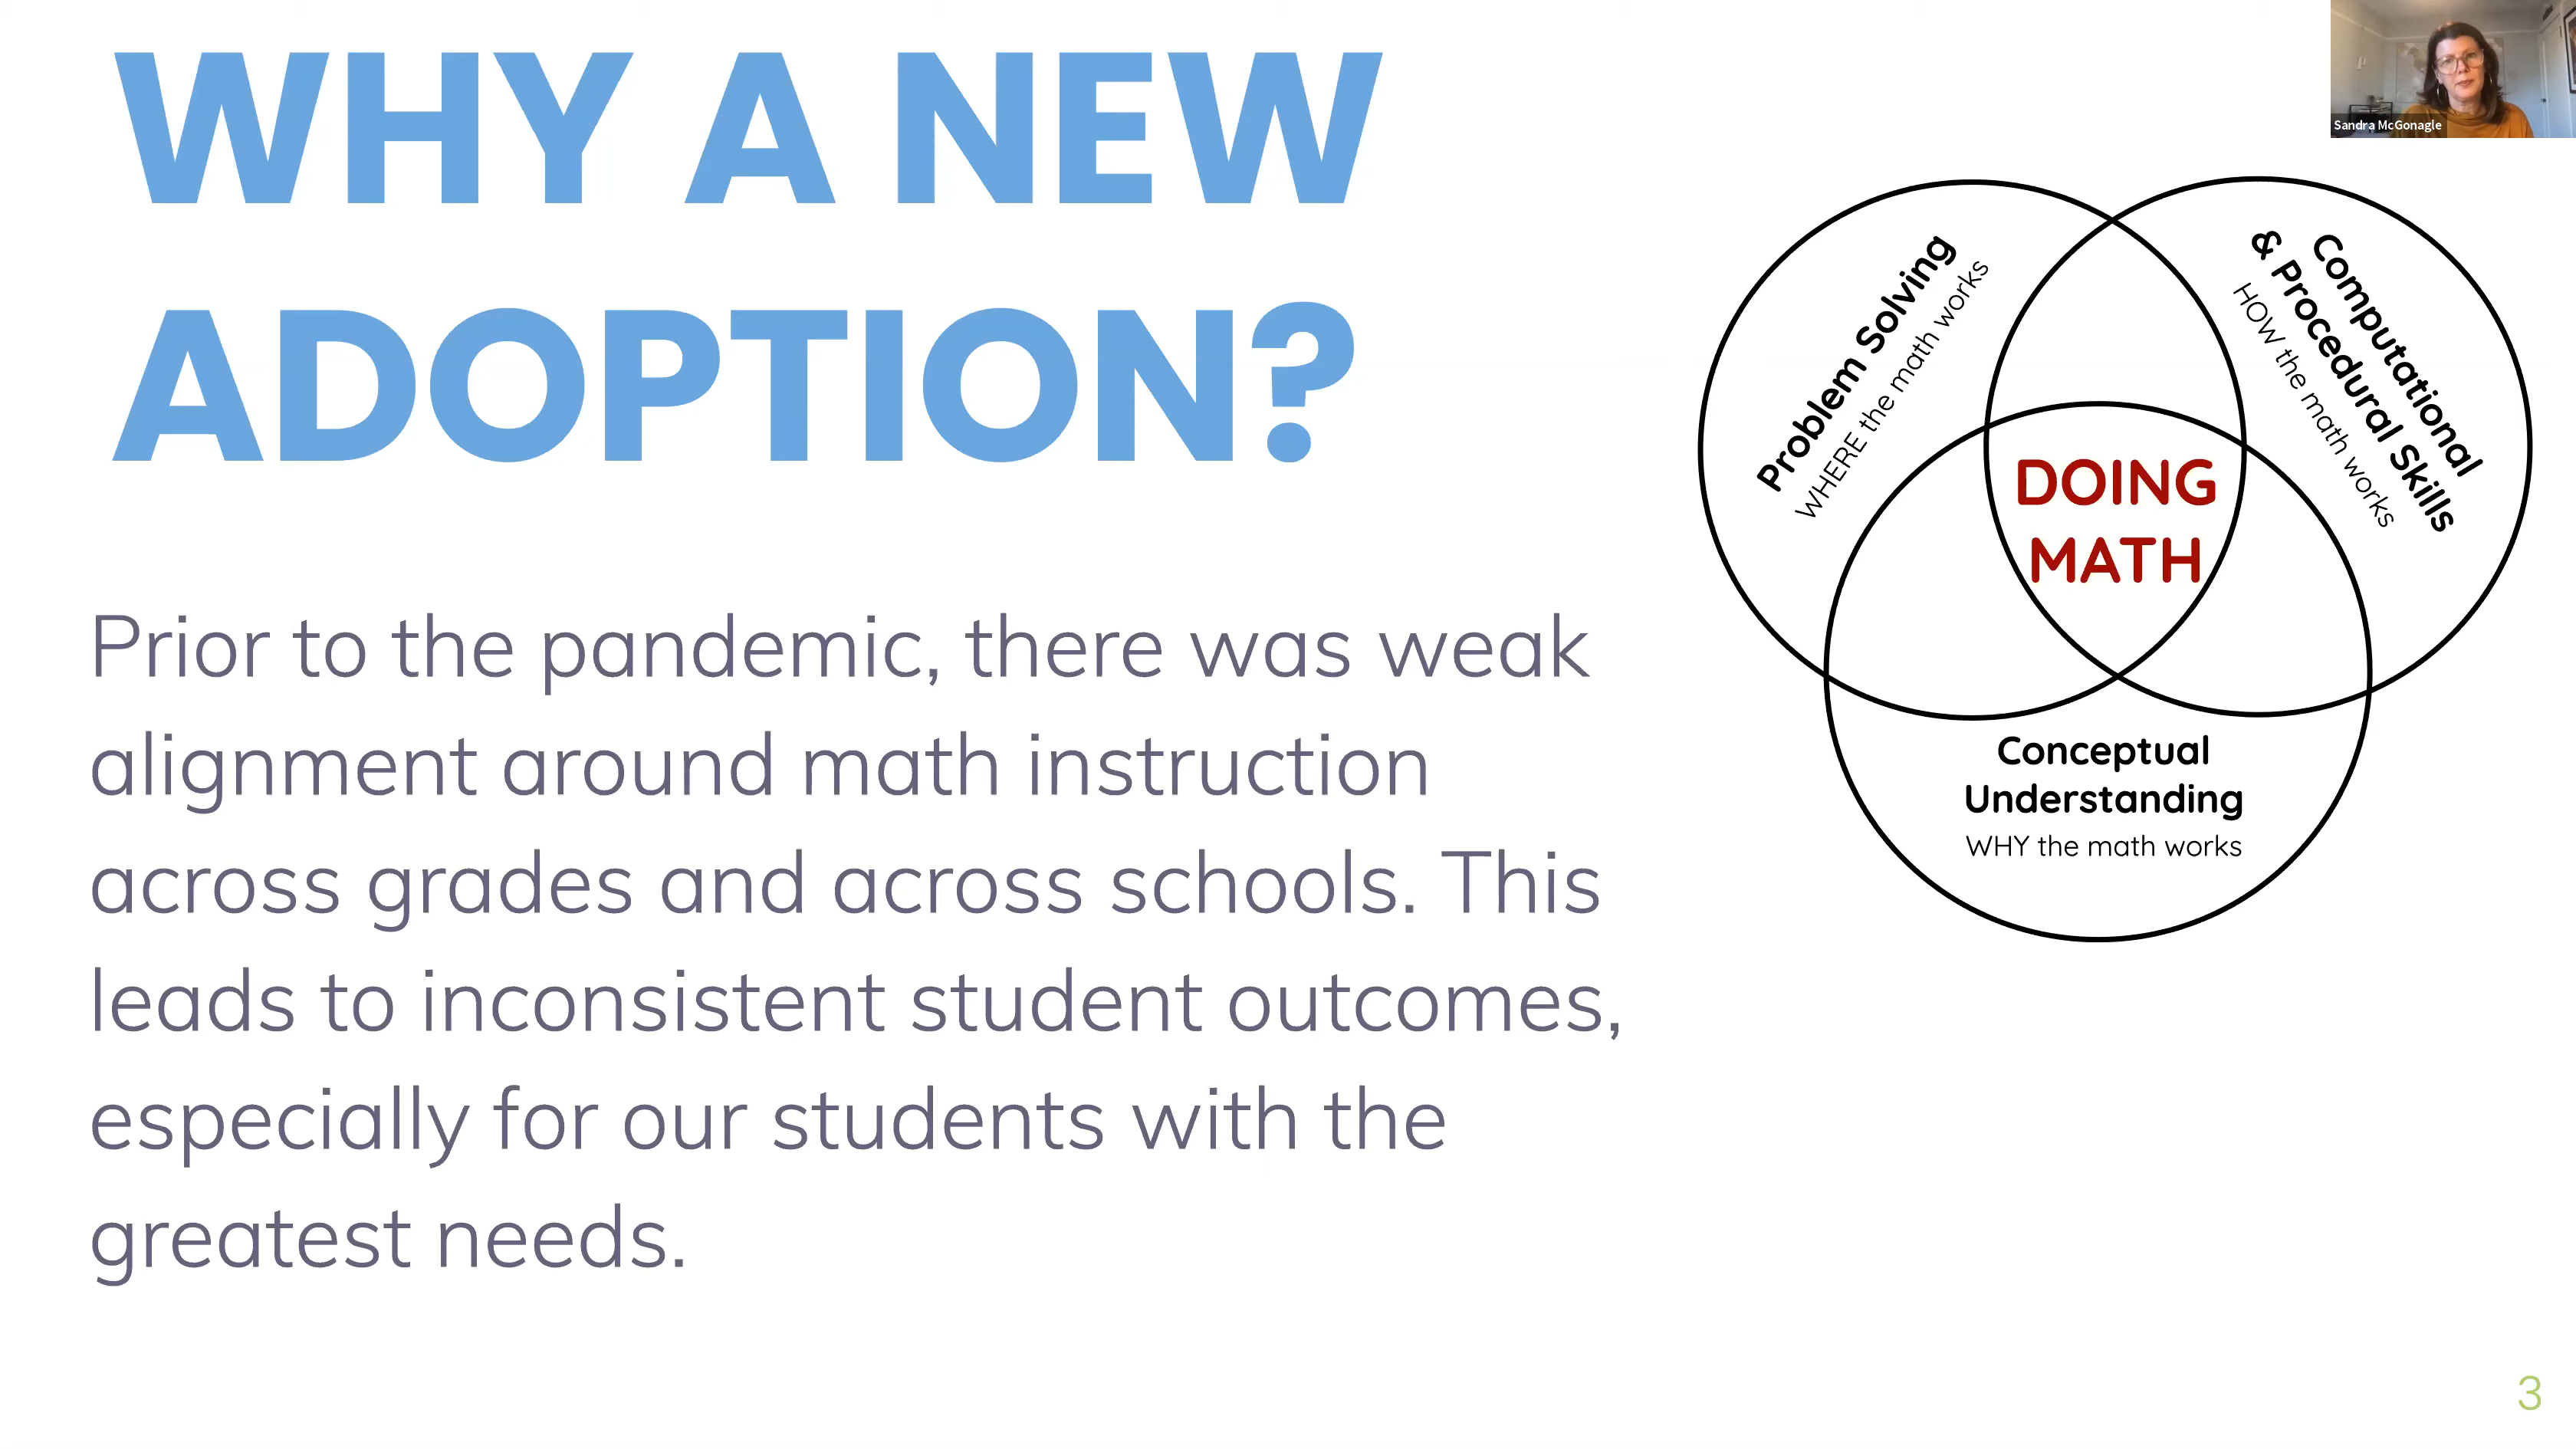 WHY A NEW
ADOPTION?
Prior to the pandemic, there was weak
alignment around math instruction
across grades and across schools. This
leads to inconsistent student outcomes,
especially for our students with the
greatest needs.
Sandra McGonagle
Problem Solving
WHERE the math works
Computational
& Procedural Skills
HOW the math works
DOING
MATH
Conceptual
Understanding
WHY the math works
3